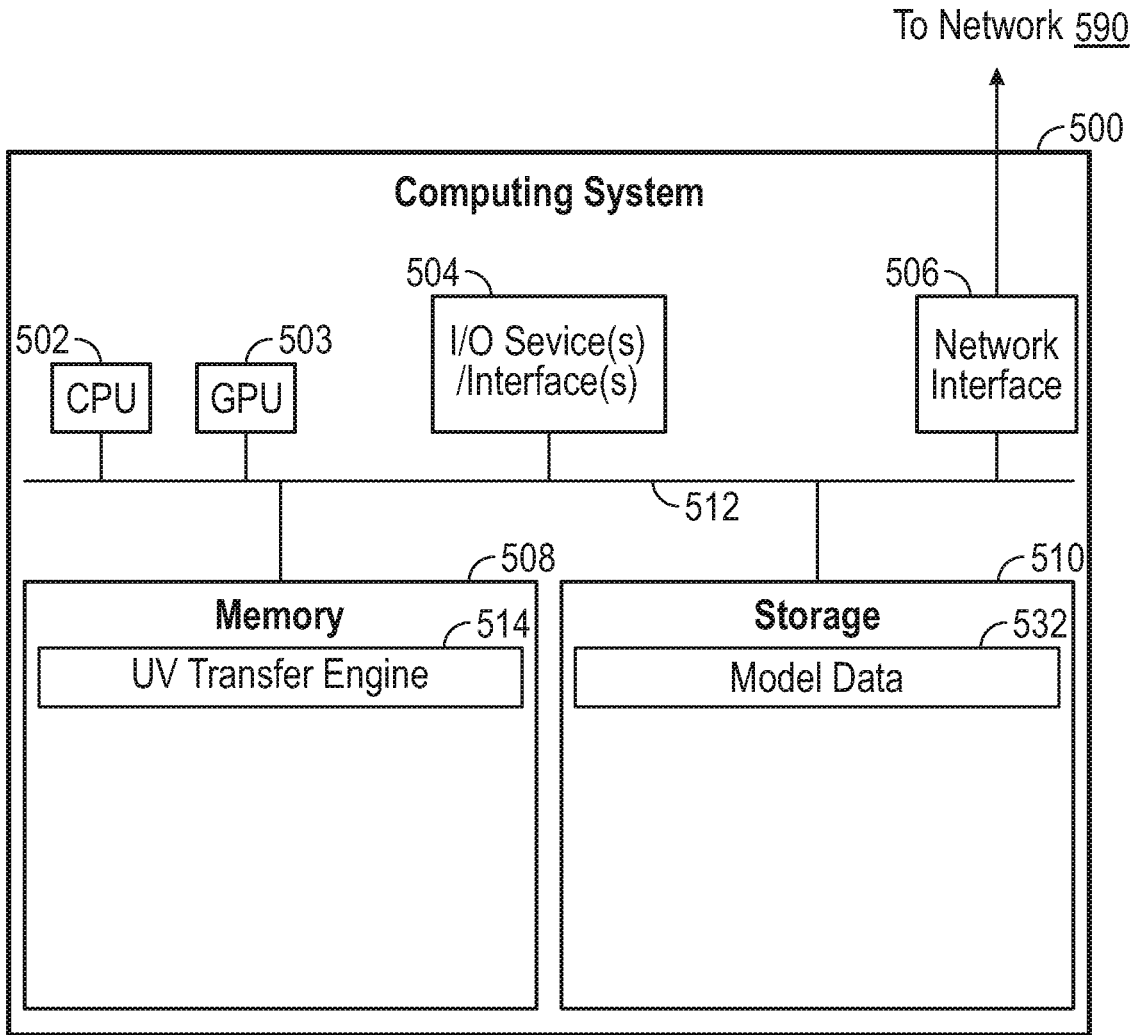 To Network 590
500
Computing System
504
506
502
503
I/O Sevice(s)
/Interface(s)
Network
Interface
CPU
GPU
512
508
510
Memory
Storage
514
532
UV Transfer Engine
Model Data